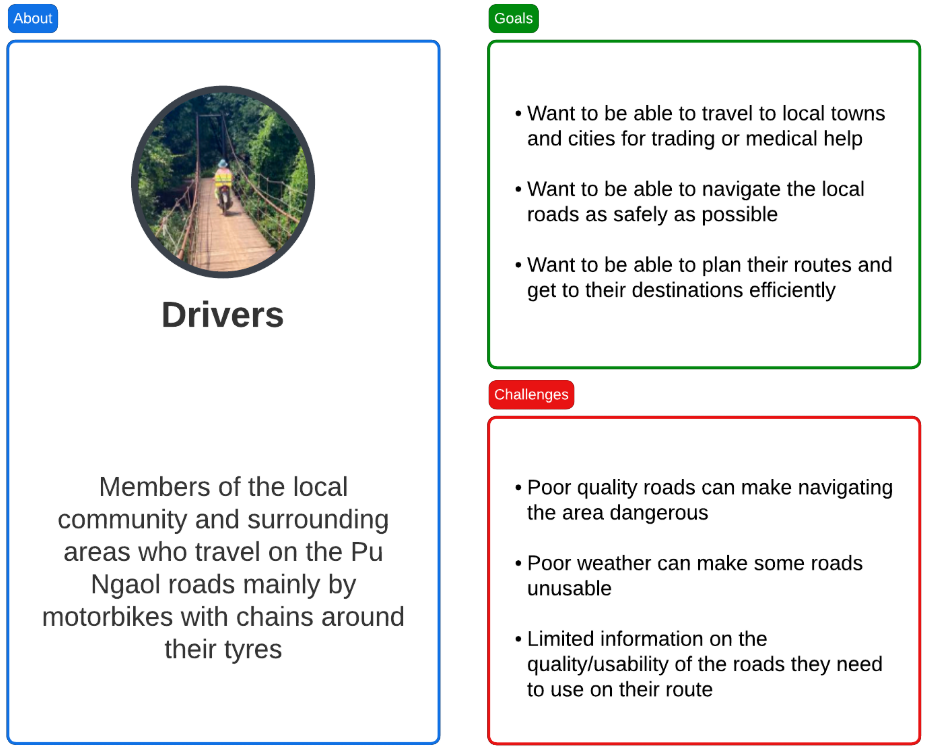 About
Drivers
Members of the local
community and surrounding
areas who travel on the Pu
Ngaol roads mainly by
motorbikes with chains around
their tyres
Goals
• Want to be able to travel to local towns
and cities for trading or medical help
• Want to be able to navigate the local
roads as safely as possible
• Want to be able to plan their routes and
get to their destinations efficiently
Challenges
• Poor quality roads can make navigating
the area dangerous
• Poor weather can make some roads
unusable
• Limited information on the
quality/usability of the roads they need
to use on their route